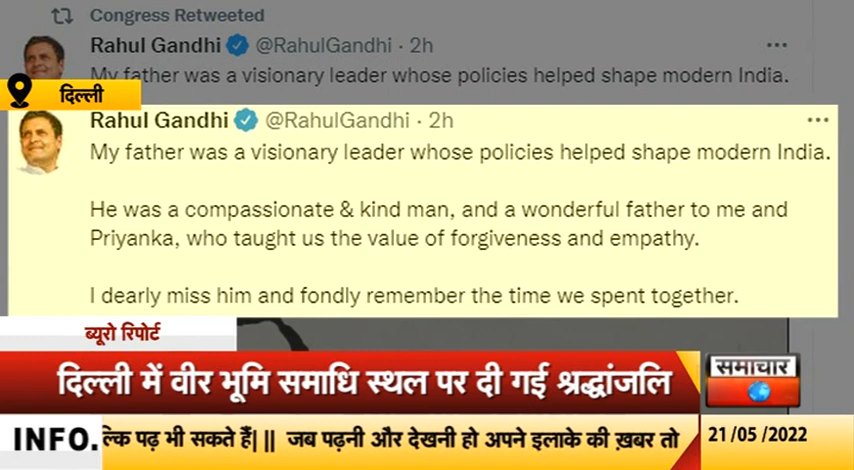 Congress Retweeted
Rahul Gandhi @RahulGandhi · 2h
My father was a visionary leader whose policies helped shape modern India.
दिल्ली
Rahul Gandhi @RahulGandhi · 2h
My father was a visionary leader whose policies helped shape modern India.
He was a compassionate & kind man, and a wonderful father to me and
Priyanka, who taught us the value of forgiveness and empathy.
I dearly miss him and fondly remember the time we spent together.
ब्यूरो रिपोर्ट
दिल्ली में वीर भूमि समाधि स्थल पर दी गई श्रद्धांजलि
समाचार
INFO. ल्कि पढ़ भी सकते हैं| || जब पढ़नी और देखनी हो अपने इलाके की ख़बर तो
21/05/2022